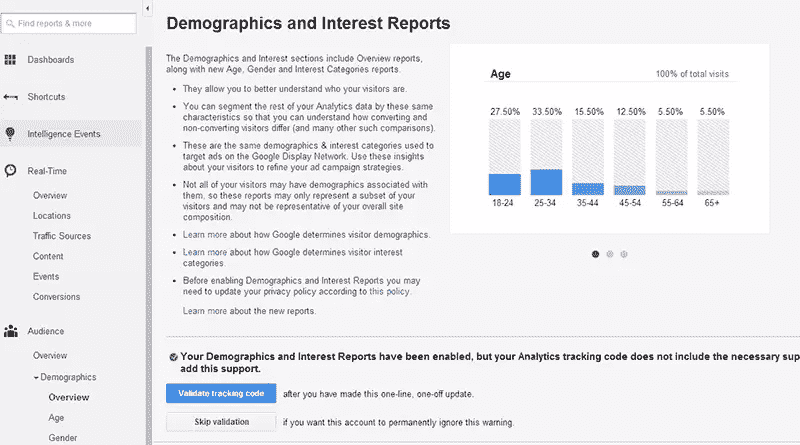 Find reports & more
Dashboards
Shortcuts
Intelligence Events
Real-Time
Overview
Locations
Traffic Sources
Content
Events
Conversions
Audience
Overview
Demographics
Overview
Age
Gender
Demographics and Interest Reports
The Demographics and Interest sections include Overview reports,
along with new Age, Gender and Interest Categories reports.
• They allow you to better understand who your visitors are.
• You can segment the rest of your Analytics data by these same
characteristics so that you can understand how converting and
non-converting visitors differ (and many other such comparisons).
• These are the same demographics & interest categories used to
target ads on the Google Display Network. Use these insights
about your visitors to refine your ad campaign strategies.
• Not all of your visitors may have demographics associated with
them, so these reports may only represent a subset of your
visitors and may not be representative of your overall site
composition.
• Learn more about how Google determines visitor demographics.
• Learn more about how Google determines visitor interest
categories.
• Before enabling Demographics and Interest Reports you may
need to update your privacy policy according to this policy.
Learn more about the new reports.
Age 100% of total visits
27.50% 33.50% 15.50% 12.50% 5.50% 5.50%
18-24 25-34 35-44 45-54 55-64 65+
Your Demographics and Interest Reports have been enabled, but your Analytics tracking code does not include the necessary sup
add this support.
Validate tracking code after you have made this one-line, one-off update.
Skip validation if you want this account to permanently ignore this warning.